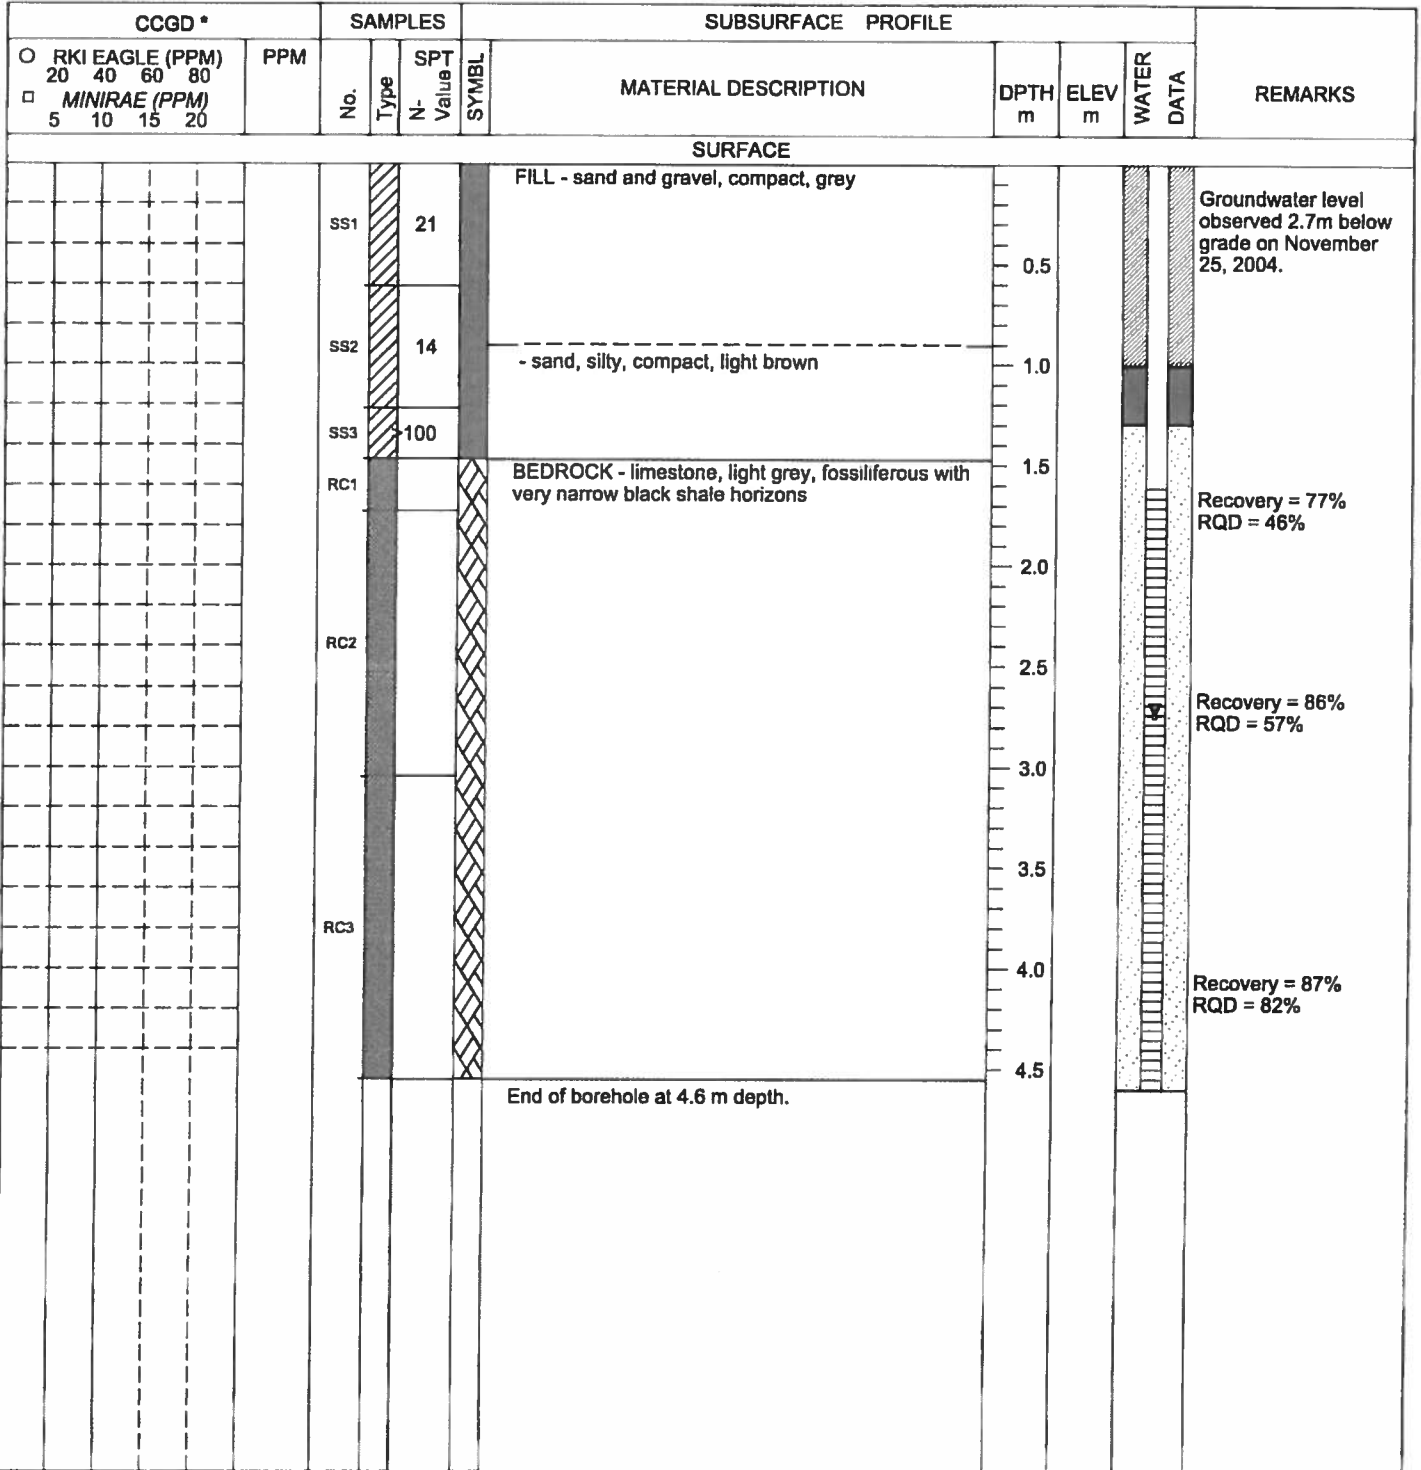 CCGD *
SAMPLES
SUBSURFACE PROFILE
RKI EAGLE (PPM)
20 40 60 80
MINIRAE (PPM)
5 10 15 20
PPM
No.
Type
SPT
N-
Value
SYMBL
MATERIAL DESCRIPTION
DPTH
m
ELEV
m
WATER
DATA
REMARKS
SURFACE
FILL - sand and gravel, compact, grey
SS1
21
Groundwater level
observed 2.7m below
grade on November
25, 2004.
0.5
SS2
14
- sand, silty, compact, light brown
1.0
SS3
>100
BEDROCK - limestone, light grey, fossiliferous with
very narrow black shale horizons
1.5
RC1
Recovery = 77%
RQD = 46%
2.0
RC2
2.5
Recovery = 86%
RQD = 57%
3.0
3.5
RC3
4.0
Recovery = 87%
RQD = 82%
4.5
End of borehole at 4.6 m depth.